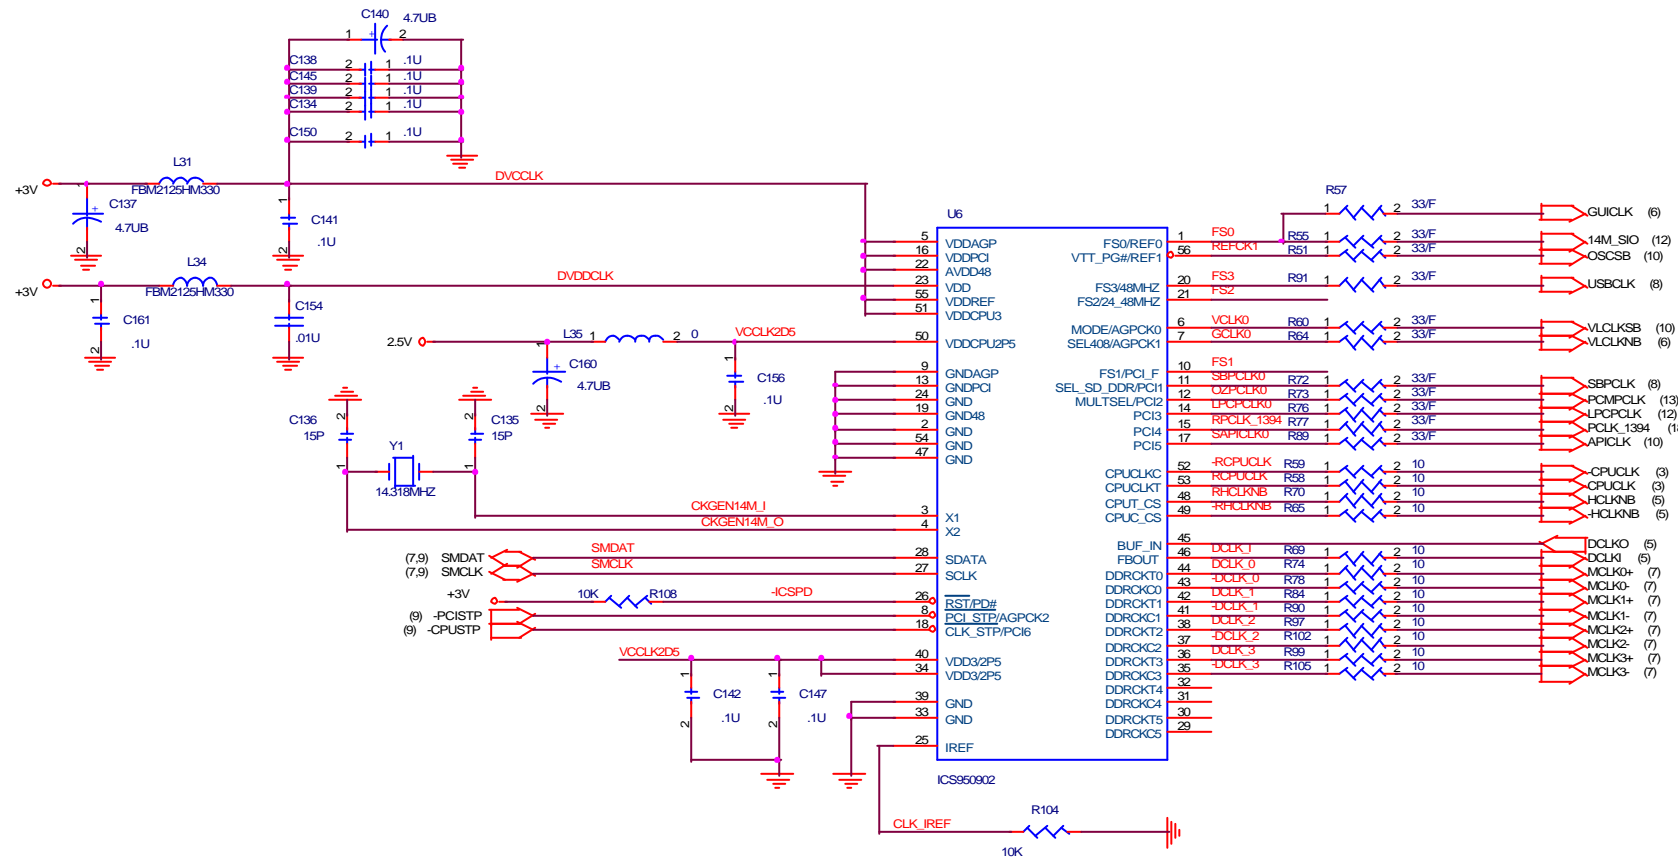 C140 4.7UB
1 + 2
C138 2 1 .1U
C145 2 1 .1U
C139 2 1 .1U
C134 2 1 .1U
C150 2 1 .1U
+3V L31 FBM2125HM330 DVCCLK
1 + C137 4.7UB 2
1 C141 .1U 2
+3V L34 FBM2125HM330 DVDDCLK
1 C161 .1U 2
1 C154 .01U 2
2.5V L35 1 2 0 VCCLK2D5
1 + C160 4.7UB 2
1 C156 .1U 2
C136 15P 2 1
C135 15P 2 1
Y1 14.318MHZ
CKGEN14M_I
CKGEN14M_O
(7,9) SMDAT SMDAT
(7,9) SMCLK SMCLK
+3V 10K R108 -ICSPD
(9) -PCISTP
(9) -CPUSTP
VCCLK2D5
1 C142 .1U 2
1 C147 .1U 2
U6
5 VDDAGP
16 VDDPCI
22 AVDD48
23 VDD
55 VDDREF
51 VDDCPU3
50 VDDCPU2P5
9 GNDAGP
13 GNDPCI
24 GND
19 GND48
2 GND
54 GND
47 GND
3 X1
4 X2
28 SDATA
27 SCLK
26 RST/PD#
8 PCI_STP/AGPCK2
18 CLK_STP/PCI6
40 VDD3/2P5
34 VDD3/2P5
39 GND
33 GND
25 IREF
ICS950902
CLK_IREF R104 10K
R57 1 2 33/F GUICLK (6)
FS0/REF0 1 FS0 R55 1 2 33/F 14M_SIO (12)
VTT_PG#/REF1 56 REFCK1 R51 1 2 33/F OSCSB (10)
FS3/48MHZ 20 FS3 R91 1 2 33/F USBCLK (8)
FS2/24_48MHZ 21 FS2
MODE/AGPCK0 6 VCLK0 R60 1 2 33/F VLCLKSB (10)
SEL408/AGPCK1 7 GCLK0 R64 1 2 33/F VLCLKNB (6)
FS1/PCI_F 10 FS1
SEL_SD_DDR/PCI1 11 SBPCLK0 R72 1 2 33/F SBPCLK (8)
MULTSEL/PCI2 12 OZPCLK0 R73 1 2 33/F PCMPCLK (13)
PCI3 14 LPCPCLK0 R76 1 2 33/F LPCPCLK (12)
PCI4 15 RPCLK_1394 R77 1 2 33/F PCLK_1394
PCI5 17 SAPICLK0 R89 1 2 33/F APICLK (10)
CPUCLKC 52 -RCPUCLK R59 1 2 10 -CPUCLK (3)
CPUCLKT 53 RCPUCLK R58 1 2 10 CPUCLK (3)
CPUT_CS 48 RHCLKNB R70 1 2 10 HCLKNB (5)
CPUC_CS 49 -RHCLKNB R65 1 2 10 -HCLKNB (5)
BUF_IN 45 DCLKO (5)
FBOUT 46 DCLK_I R69 1 2 10 DCLKI (5)
DDRCKT0 44 DCLK_0 R74 1 2 10 MCLK0+ (7)
DDRCKC0 43 -DCLK_0 R78 1 2 10 MCLK0- (7)
DDRCKT1 42 DCLK_1 R84 1 2 10 MCLK1+ (7)
DDRCKC1 41 -DCLK_1 R90 1 2 10 MCLK1- (7)
DDRCKT2 38 DCLK_2 R97 1 2 10 MCLK2+ (7)
DDRCKC2 37 -DCLK_2 R102 1 2 10 MCLK2- (7)
DDRCKT3 36 DCLK_3 R99 1 2 10 MCLK3+ (7)
DDRCKC3 35 -DCLK_3 R105 1 2 10 MCLK3- (7)
DDRCKT4 32
DDRCKC4 31
DDRCKT5 30
DDRCKC5 29